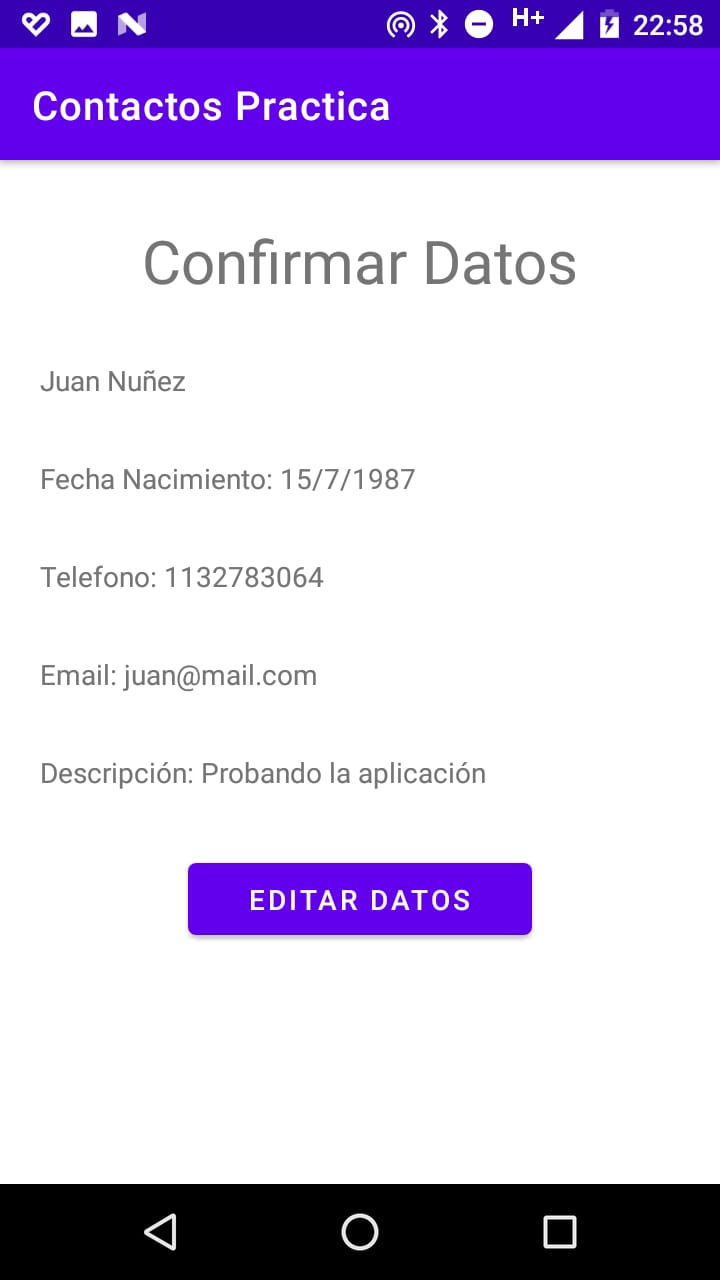 H+ 22:58
Contactos Practica
Confirmar Datos
Juan Nuñez
Fecha Nacimiento: 15/7/1987
Telefono: 1132783064
Email: juan@mail.com
Descripción: Probando la aplicación
EDITAR DATOS